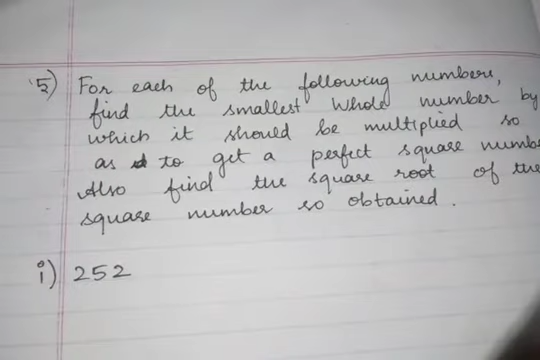 5) For each of the following numbers,
find the smallest whole number by
which it should be multiplied so
as to get a perfect square numbe
Also find the square root of the
square number so obtained.
i) 252